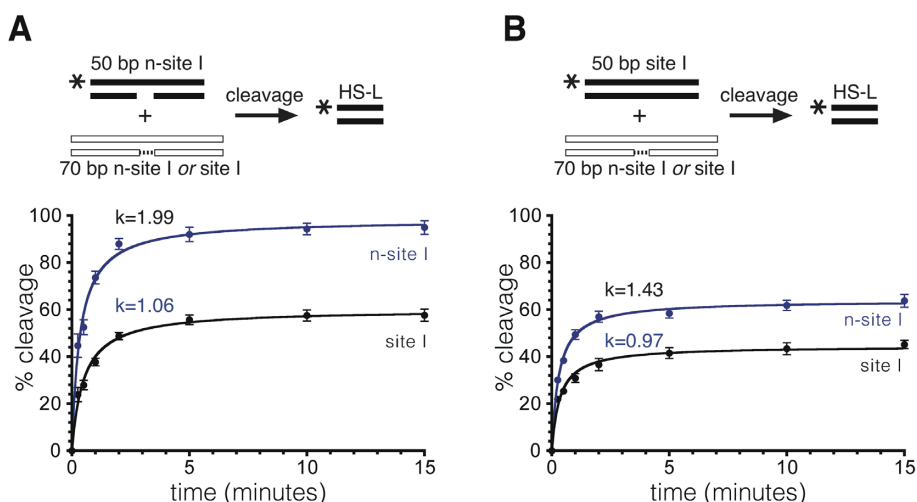 A
50 bp n-site I
*
+
70 bp n-site I or site I
cleavage
HS-L
*
% cleavage
100
80
60
40
20
0
k=1.99
n-site I
k=1.06
site I
0 5 10 15
time (minutes)
B
50 bp site I
*
+
70 bp n-site I or site I
cleavage
HS-L
*
% cleavage
100
80
60
40
20
0
k=1.43
n-site I
k=0.97
site I
0 5 10 15
time (minutes)